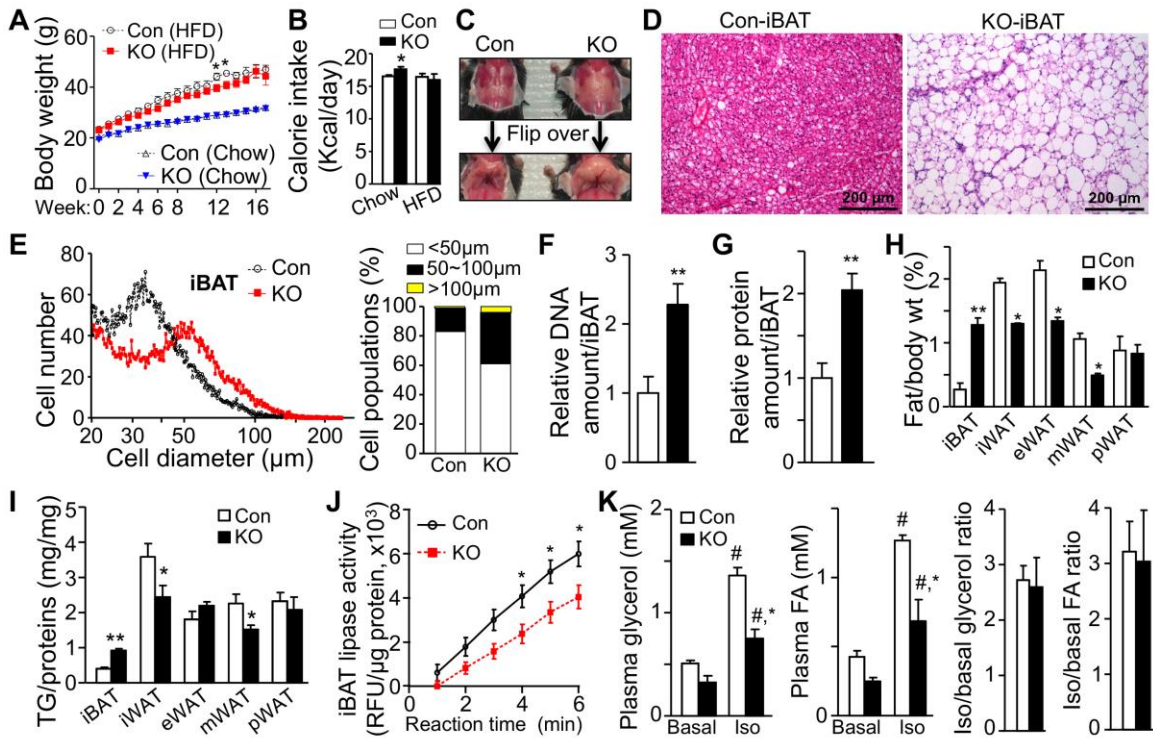 A
Body weight (g)
60
40
20
0
Con (HFD)
KO (HFD)
* *
Con (Chow)
KO (Chow)
Week: 0 2 4 6 8 12 16
B
Calorie intake
(Kcal/day)
20
15
10
5
0
Con
KO
*
Chow HFD
C
Con KO
Flip over
D
Con-iBAT KO-iBAT
200 µm 200 µm
E
Cell number
80
60
40
20
0
iBAT
Con
KO
20 30 50 100 200
Cell diameter (µm)
<50µm
50~100µm
>100µm
Cell populations (%)
100
80
60
40
20
0
Con KO
F
Relative DNA
amount/iBAT
3
2
1
0
**
G
Relative protein
amount/iBAT
2
1
0
**
H
Fat/body wt (%)
2
1
0
Con
KO
** * * *
iBAT iWAT eWAT mWAT pWAT
I
TG/proteins (mg/mg)
5
4
3
2
1
0
Con
KO
** * *
iBAT iWAT eWAT mWAT pWAT
J
iBAT lipase activity
(RFU/µg protein, x10³)
8
6
4
2
0
Con
KO
* * *
0 2 4 6
Reaction time (min)
K
Plasma glycerol (mM)
2
1
0
Con
KO
#
#,*
Basal Iso
Plasma FA (mM)
1
0
#
#,*
Basal Iso
Iso/basal glycerol ratio
4
3
2
1
0
Iso/basal FA ratio
4
3
2
1
0